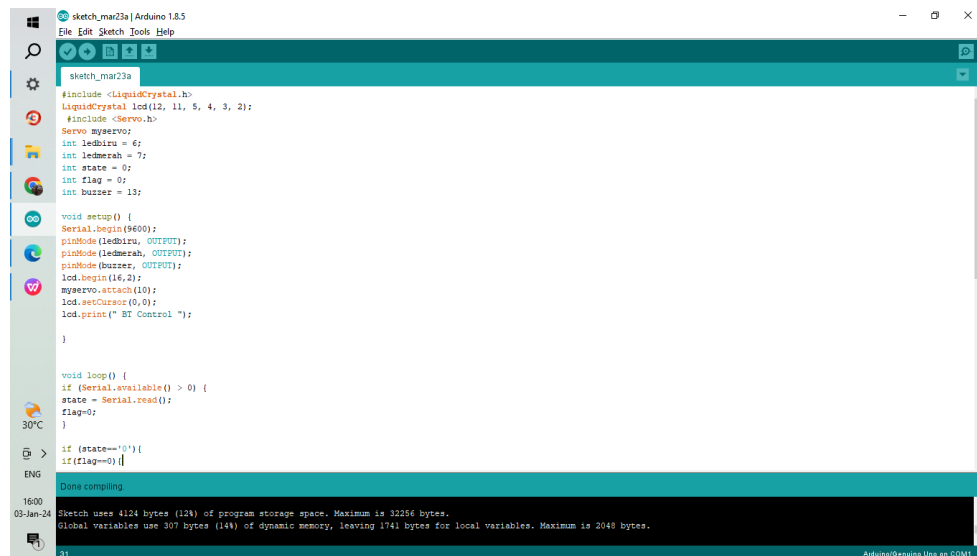 sketch_mar23a | Arduino 1.8.5
File Edit Sketch Tools Help
sketch_mar23a
#include <LiquidCrystal.h>
LiquidCrystal lcd(12, 11, 5, 4, 3, 2);
#include <Servo.h>
Servo myservo;
int ledbiru = 6;
int ledmerah = 7;
int state = 0;
int flag = 0;
int buzzer = 13;
void setup() {
Serial.begin(9600);
pinMode(ledbiru, OUTPUT);
pinMode(ledmerah, OUTPUT);
pinMode(buzzer, OUTPUT);
lcd.begin(16,2);
myservo.attach(10);
lcd.setCursor(0,0);
lcd.print(" BT Control ");
}
void loop() {
if (Serial.available() > 0) {
state = Serial.read();
flag=0;
}
if (state=='0'){
if(flag==0){
30°C
ENG
16:00
03-Jan-24
Done compiling.
Sketch uses 4124 bytes (12%) of program storage space. Maximum is 32256 bytes.
Global variables use 307 bytes (14%) of dynamic memory, leaving 1741 bytes for local variables. Maximum is 2048 bytes.
31
Arduino/Genuino Uno on COM1